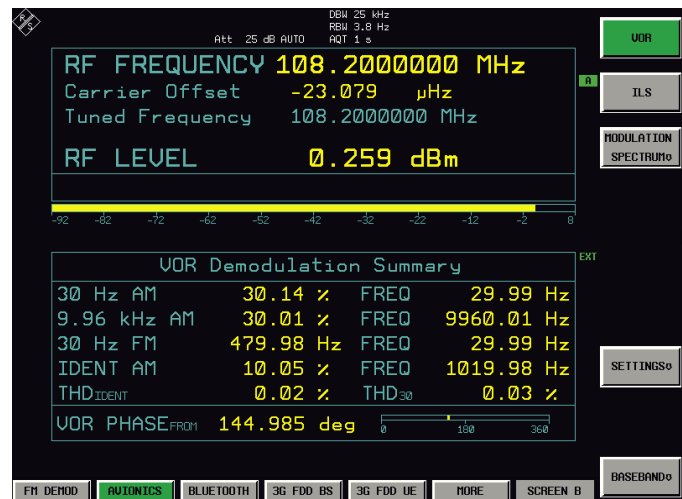 R S
DBW 25 kHz
RBW 3.8 Hz
Att 25 dB AUTO AQT 1 s
RF FREQUENCY 108.2000000 MHz
Carrier Offset -23.079 µHz
Tuned Frequency 108.2000000 MHz
RF LEVEL 0.259 dBm
-92 -82 -72 -62 -52 -42 -32 -22 -12 -2 8
A
EXT
VOR Demodulation Summary
30 Hz AM 30.14 % FREQ 29.99 Hz
9.96 kHz AM 30.01 % FREQ 9960.01 Hz
30 Hz FM 479.98 Hz FREQ 29.99 Hz
IDENT AM 10.05 % FREQ 1019.98 Hz
THD IDENT 0.02 % THD 30 0.03 %
VOR PHASE FROM 144.985 deg 0 180 360
VOR
ILS
MODULATION
SPECTRUM
SETTINGS
BASEBAND
FM DEMOD AVIONICS BLUETOOTH 3G FDD BS 3G FDD UE MORE SCREEN B